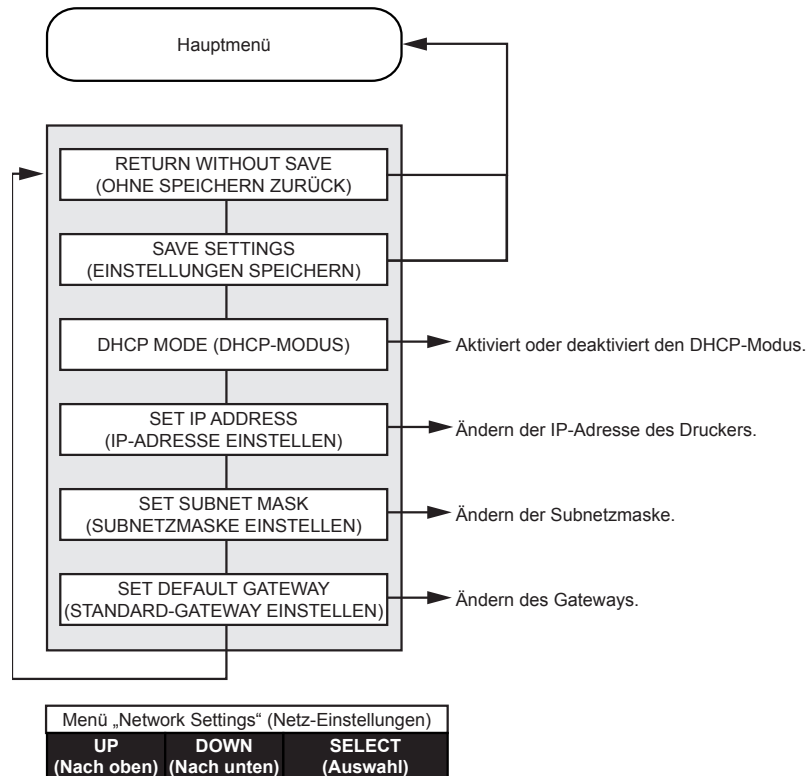 Hauptmenü
RETURN WITHOUT SAVE
(OHNE SPEICHERN ZURÜCK)
SAVE SETTINGS
(EINSTELLUNGEN SPEICHERN)
DHCP MODE (DHCP-MODUS)
Aktiviert oder deaktiviert den DHCP-Modus.
SET IP ADDRESS
(IP-ADRESSE EINSTELLEN)
Ändern der IP-Adresse des Druckers.
SET SUBNET MASK
(SUBNETZMASKE EINSTELLEN)
Ändern der Subnetzmaske.
SET DEFAULT GATEWAY
(STANDARD-GATEWAY EINSTELLEN)
Ändern des Gateways.
Menü „Network Settings“ (Netz-Einstellungen)
UP DOWN SELECT
(Nach oben) (Nach unten) (Auswahl)